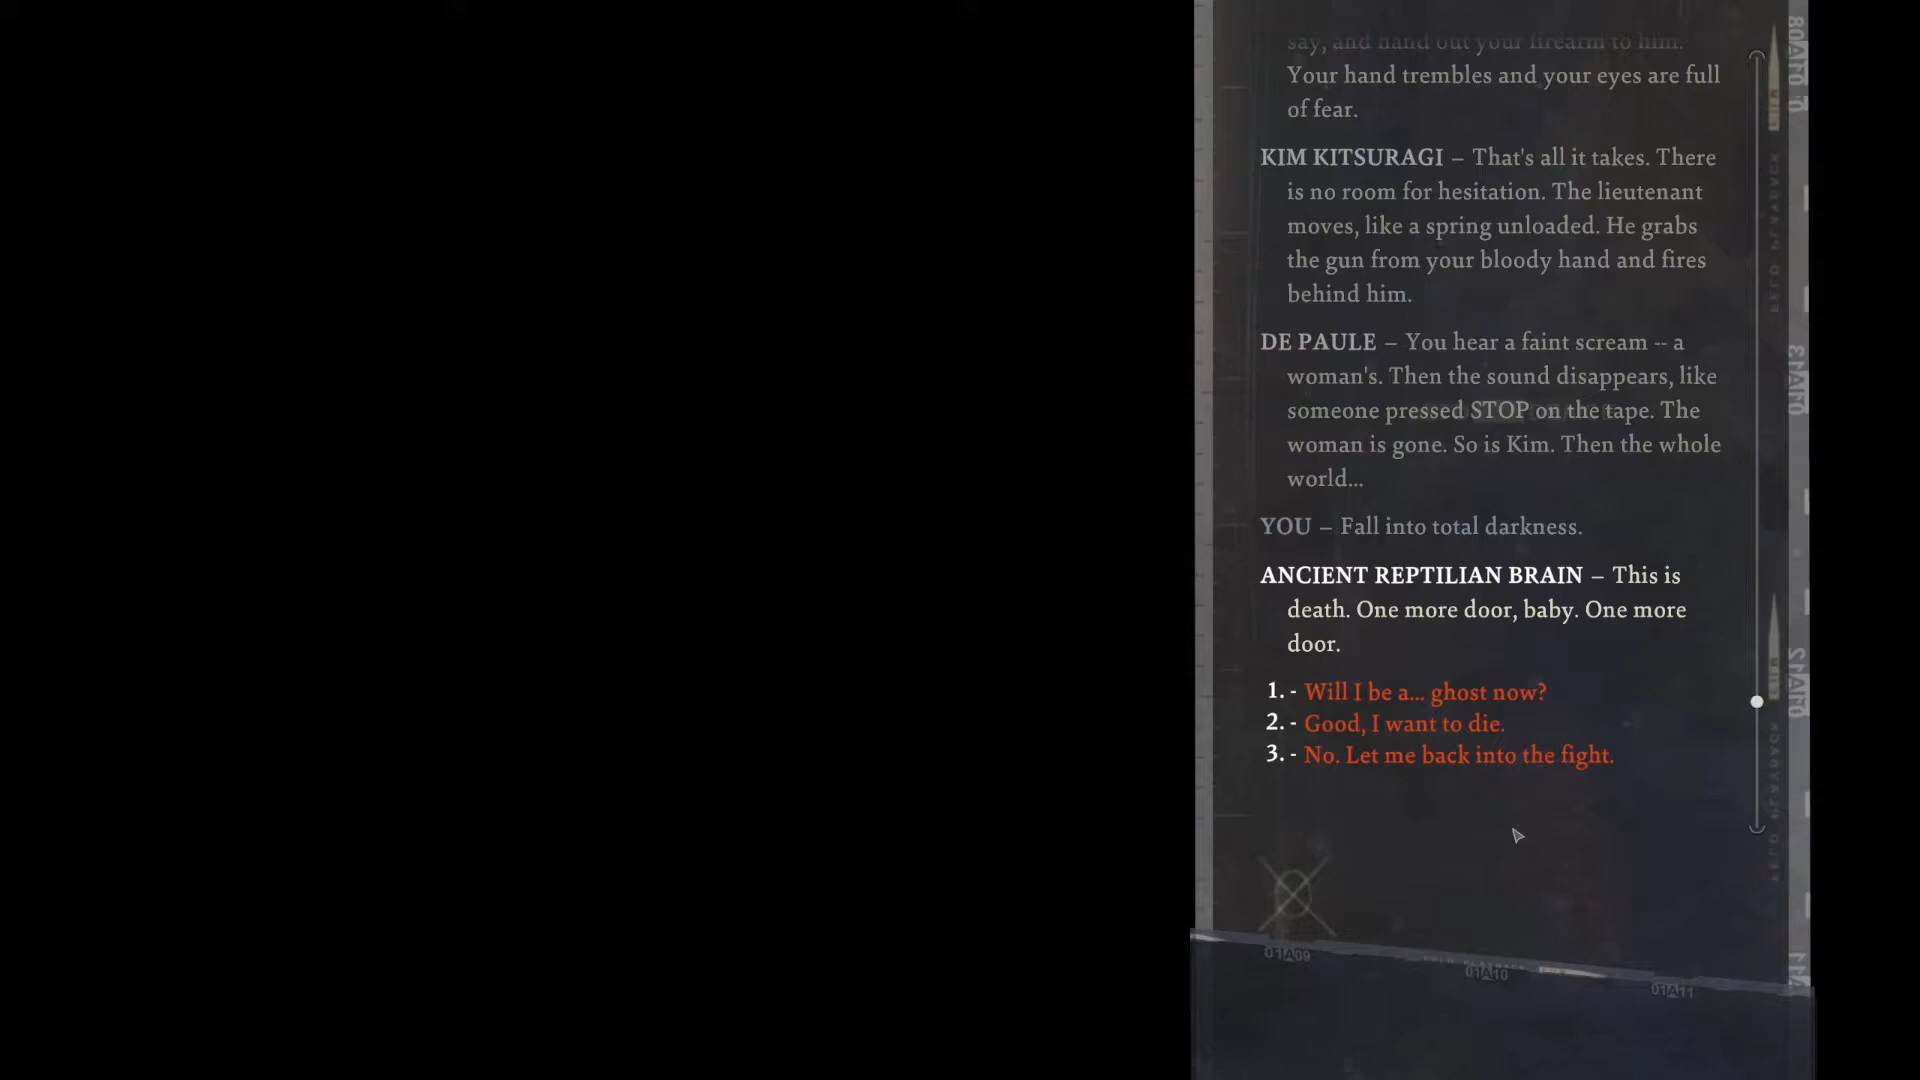 say, and hand out your firearm to him.
Your hand trembles and your eyes are full
of fear.
KIM KITSURAGI – That's all it takes. There
is no room for hesitation. The lieutenant
moves, like a spring unloaded. He grabs
the gun from your bloody hand and fires
behind him.
DE PAULE – You hear a faint scream -- a
woman's. Then the sound disappears, like
someone pressed STOP on the tape. The
woman is gone. So is Kim. Then the whole
world...
YOU – Fall into total darkness.
ANCIENT REPTILIAN BRAIN – This is
death. One more door, baby. One more
door.
1. - Will I be a... ghost now?
2. - Good, I want to die.
3. - No. Let me back into the fight.
01A09
01A10
01A11